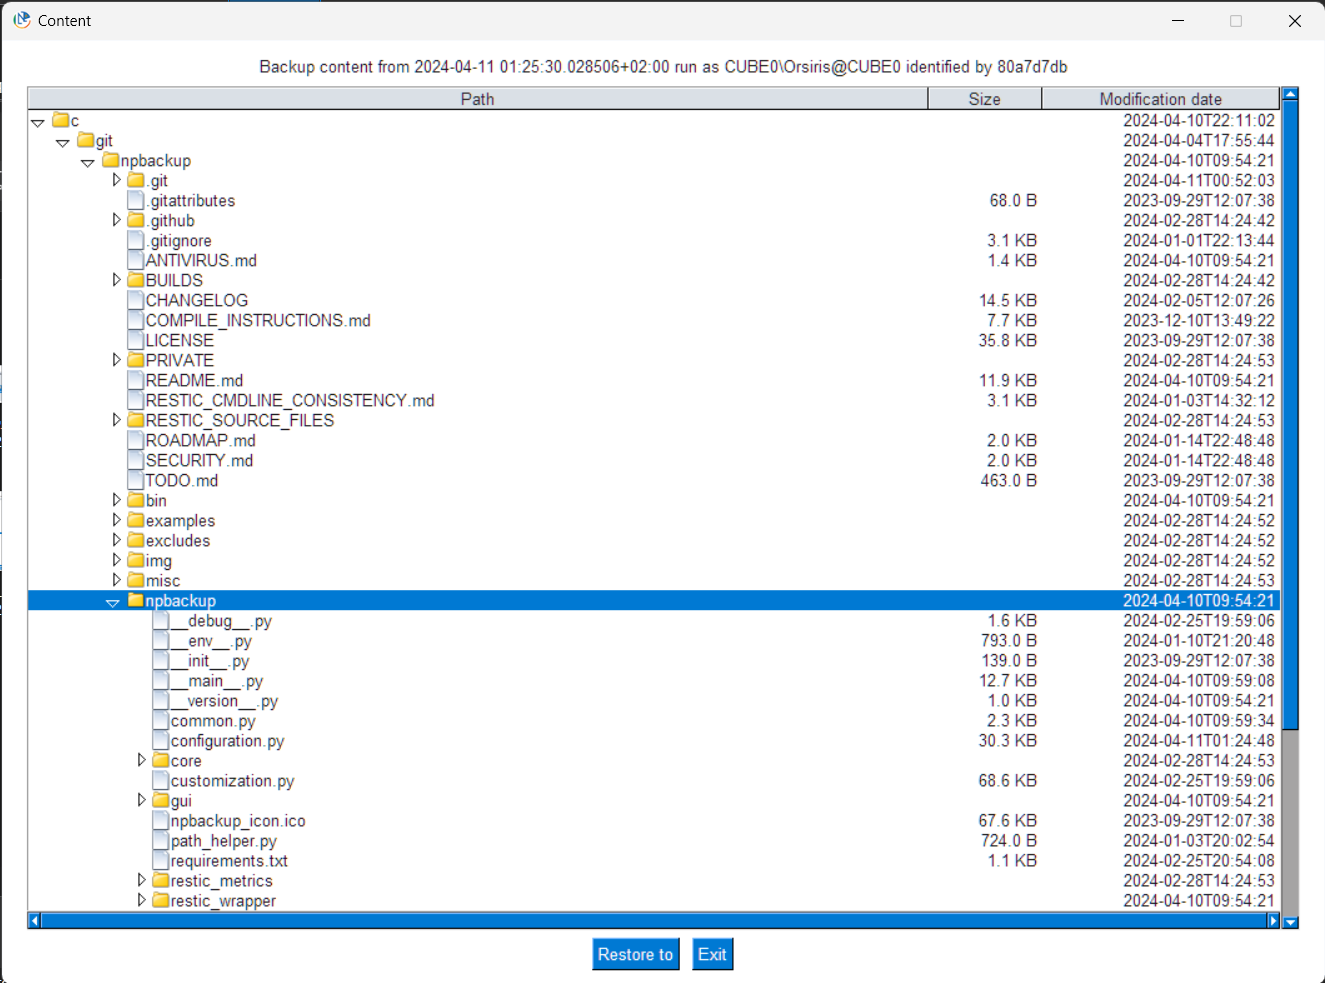 Content
Backup content from 2024-04-11 01:25:30.028506+02:00 run as CUBE0\Orsiris@CUBE0 identified by 80a7d7db
Path Size Modification date
c 2024-04-10T22:11:02
git 2024-04-04T17:55:44
npbackup 2024-04-10T09:54:21
.git 2024-04-11T00:52:03
.gitattributes 68.0 B 2023-09-29T12:07:38
.github 2024-02-28T14:24:42
.gitignore 3.1 KB 2024-01-01T22:13:44
ANTIVIRUS.md 1.4 KB 2024-04-10T09:54:21
BUILDS 2024-02-28T14:24:42
CHANGELOG 14.5 KB 2024-02-05T12:07:26
COMPILE_INSTRUCTIONS.md 7.7 KB 2023-12-10T13:49:22
LICENSE 35.8 KB 2023-09-29T12:07:38
PRIVATE 2024-02-28T14:24:53
README.md 11.9 KB 2024-04-10T09:54:21
RESTIC_CMDLINE_CONSISTENCY.md 3.1 KB 2024-01-03T14:32:12
RESTIC_SOURCE_FILES 2024-02-28T14:24:53
ROADMAP.md 2.0 KB 2024-01-14T22:48:48
SECURITY.md 2.0 KB 2024-01-14T22:48:48
TODO.md 463.0 B 2023-09-29T12:07:38
bin 2024-04-10T09:54:21
examples 2024-02-28T14:24:52
excludes 2024-02-28T14:24:52
img 2024-02-28T14:24:52
misc 2024-02-28T14:24:53
npbackup 2024-04-10T09:54:21
__debug__.py 1.6 KB 2024-02-25T19:59:06
__env__.py 793.0 B 2024-01-10T21:20:48
__init__.py 139.0 B 2023-09-29T12:07:38
__main__.py 12.7 KB 2024-04-10T09:59:08
__version__.py 1.0 KB 2024-04-10T09:54:21
common.py 2.3 KB 2024-04-10T09:59:34
configuration.py 30.3 KB 2024-04-11T01:24:48
core 2024-02-28T14:24:53
customization.py 68.6 KB 2024-02-25T19:59:06
gui 2024-04-10T09:54:21
npbackup_icon.ico 67.6 KB 2023-09-29T12:07:38
path_helper.py 724.0 B 2024-01-03T20:02:54
requirements.txt 1.1 KB 2024-02-25T20:54:08
restic_metrics 2024-02-28T14:24:53
restic_wrapper 2024-04-10T09:54:21
Restore to Exit